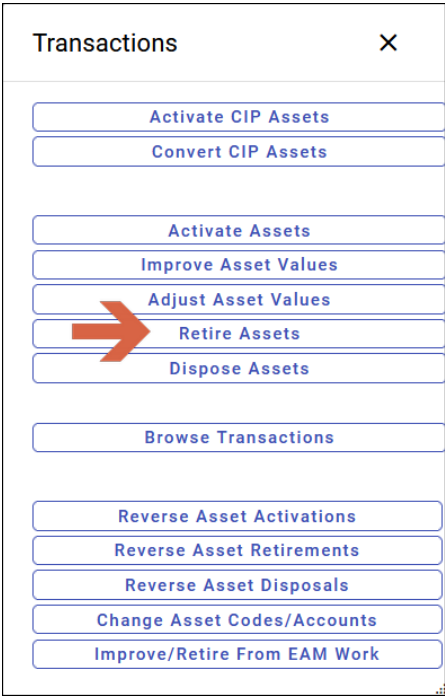 Transactions
Activate CIP Assets
Convert CIP Assets
Activate Assets
Improve Asset Values
Adjust Asset Values
Retire Assets
Dispose Assets
Browse Transactions
Reverse Asset Activations
Reverse Asset Retirements
Reverse Asset Disposals
Change Asset Codes/Accounts
Improve/Retire From EAM Work